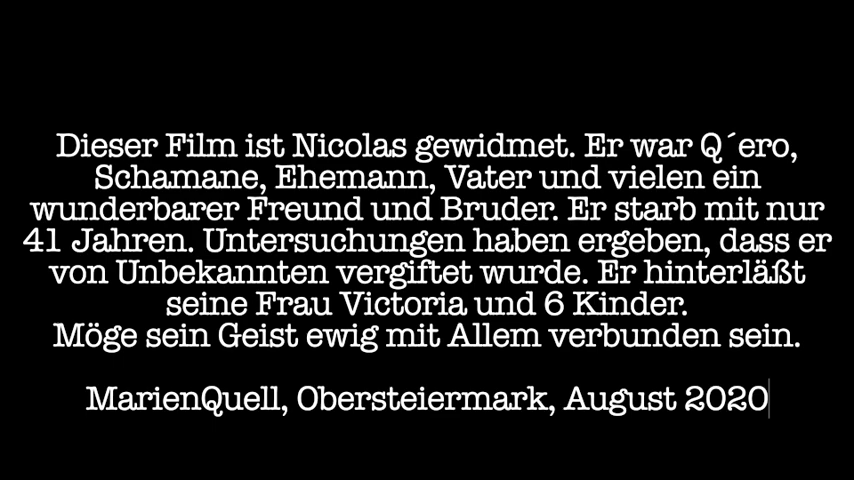 Dieser Film ist Nicolas gewidmet. Er war Q´ero,
Schamane, Ehemann, Vater und vielen ein
wunderbarer Freund und Bruder. Er starb mit nur
41 Jahren. Untersuchungen haben ergeben, dass er
von Unbekannten vergiftet wurde. Er hinterläßt
seine Frau Victoria und 6 Kinder.
Möge sein Geist ewig mit Allem verbunden sein.
MarienQuell, Obersteiermark, August 2020